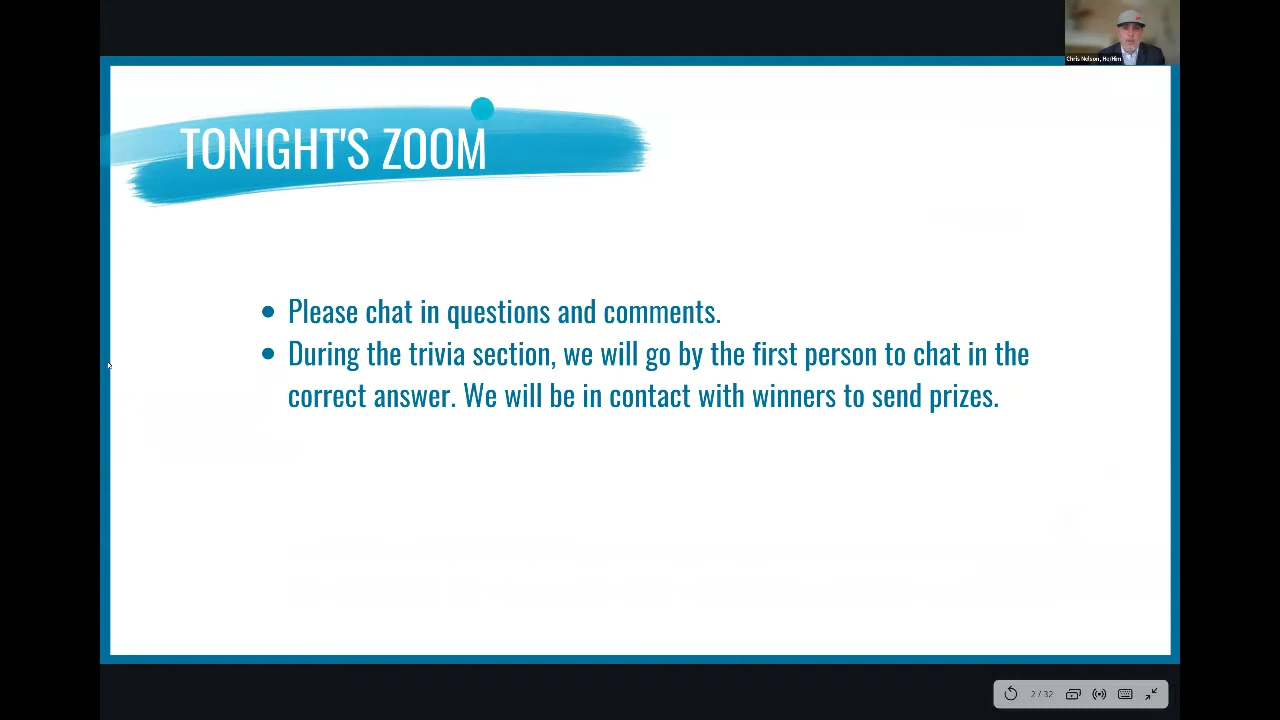 Chris Nelson, He/Him
TONIGHT'S ZOOM
Please chat in questions and comments.
During the trivia section, we will go by the first person to chat in the
correct answer. We will be in contact with winners to send prizes.
2 / 32